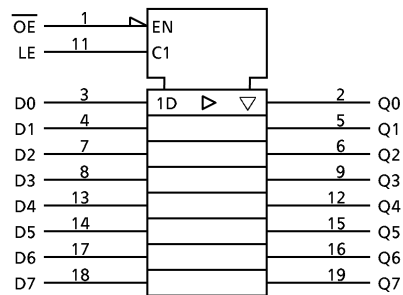 O̅E̅ 1 EN
LE 11 C1
D0 3 1D ▷ ▽ 2 Q0
D1 4 5 Q1
D2 7 6 Q2
D3 8 9 Q3
D4 13 12 Q4
D5 14 15 Q5
D6 17 16 Q6
D7 18 19 Q7